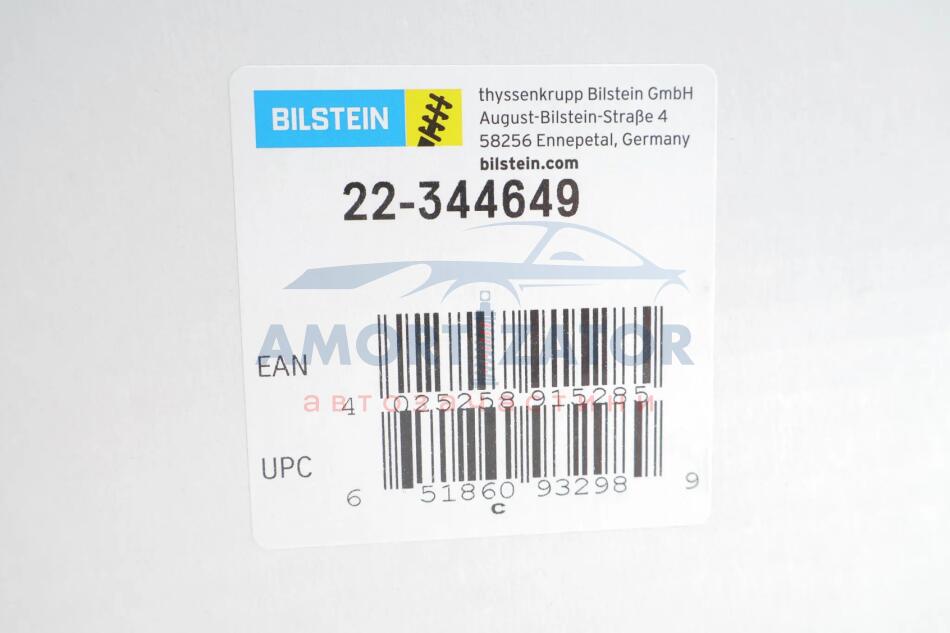 BILSTEIN
thyssenkrupp Bilstein GmbH
August-Bilstein-Straße 4
58256 Ennepetal, Germany
bilstein.com
22-344649
AMORTIZATOR
автозапчастини
EAN
4 025258 915285
UPC
6 51860 93298 9
C